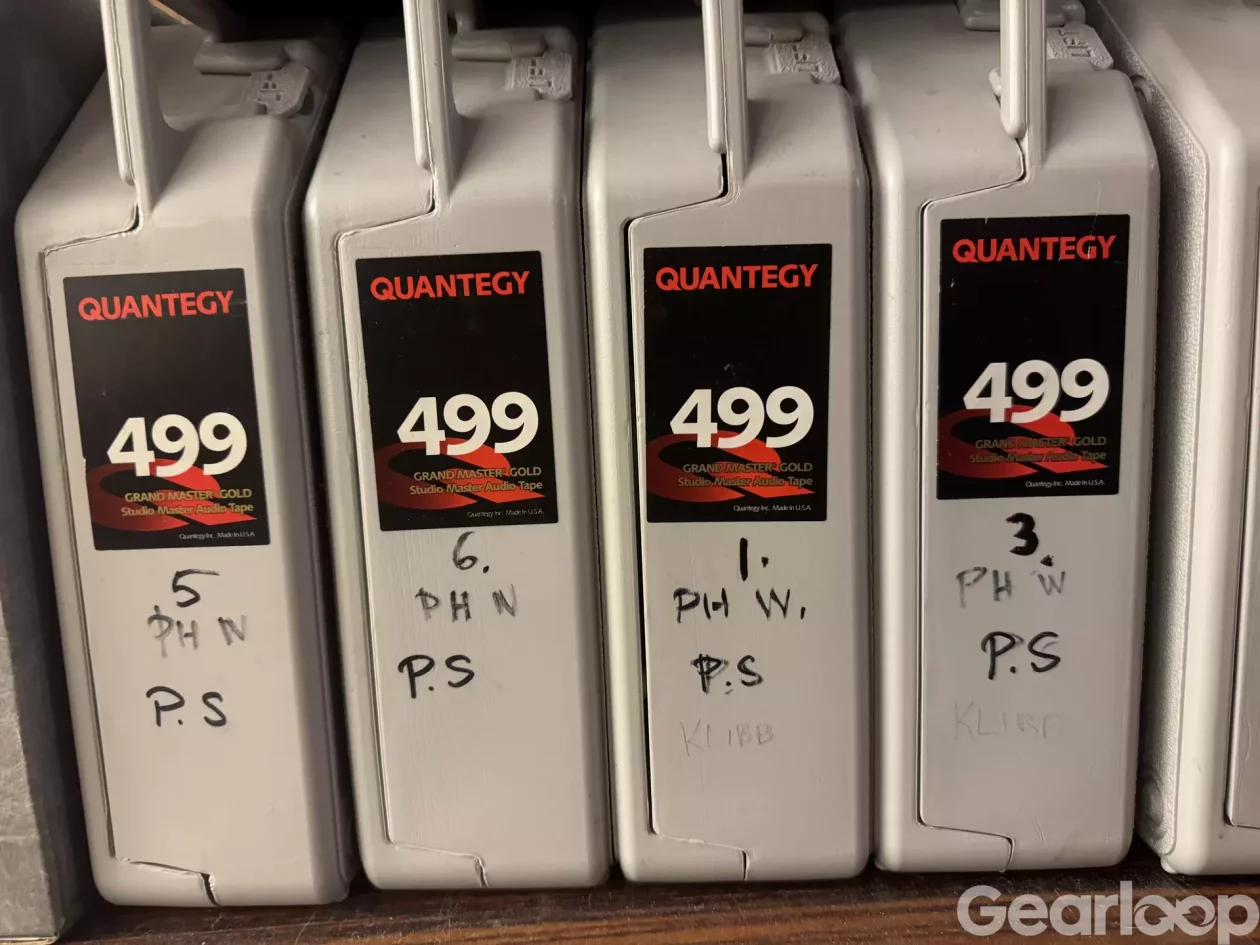 QUANTEGY
499
GRAND MASTER GOLD
Studio Master Audio Tape
Quantegy Inc. Made in U.S.A.
5
PH N
P.S
QUANTEGY
499
GRAND MASTER GOLD
Studio Master Audio Tape
Quantegy Inc. Made in U.S.A.
6.
PH N
P.S
QUANTEGY
499
GRAND MASTER GOLD
Studio Master Audio Tape
Quantegy Inc. Made in U.S.A.
1.
PH W.
P.S
KLIBB
QUANTEGY
499
GRAND MASTER GOLD
Studio Master Audio Tape
Quantegy Inc. Made in U.S.A.
3.
PH W
P.S
Gearloop